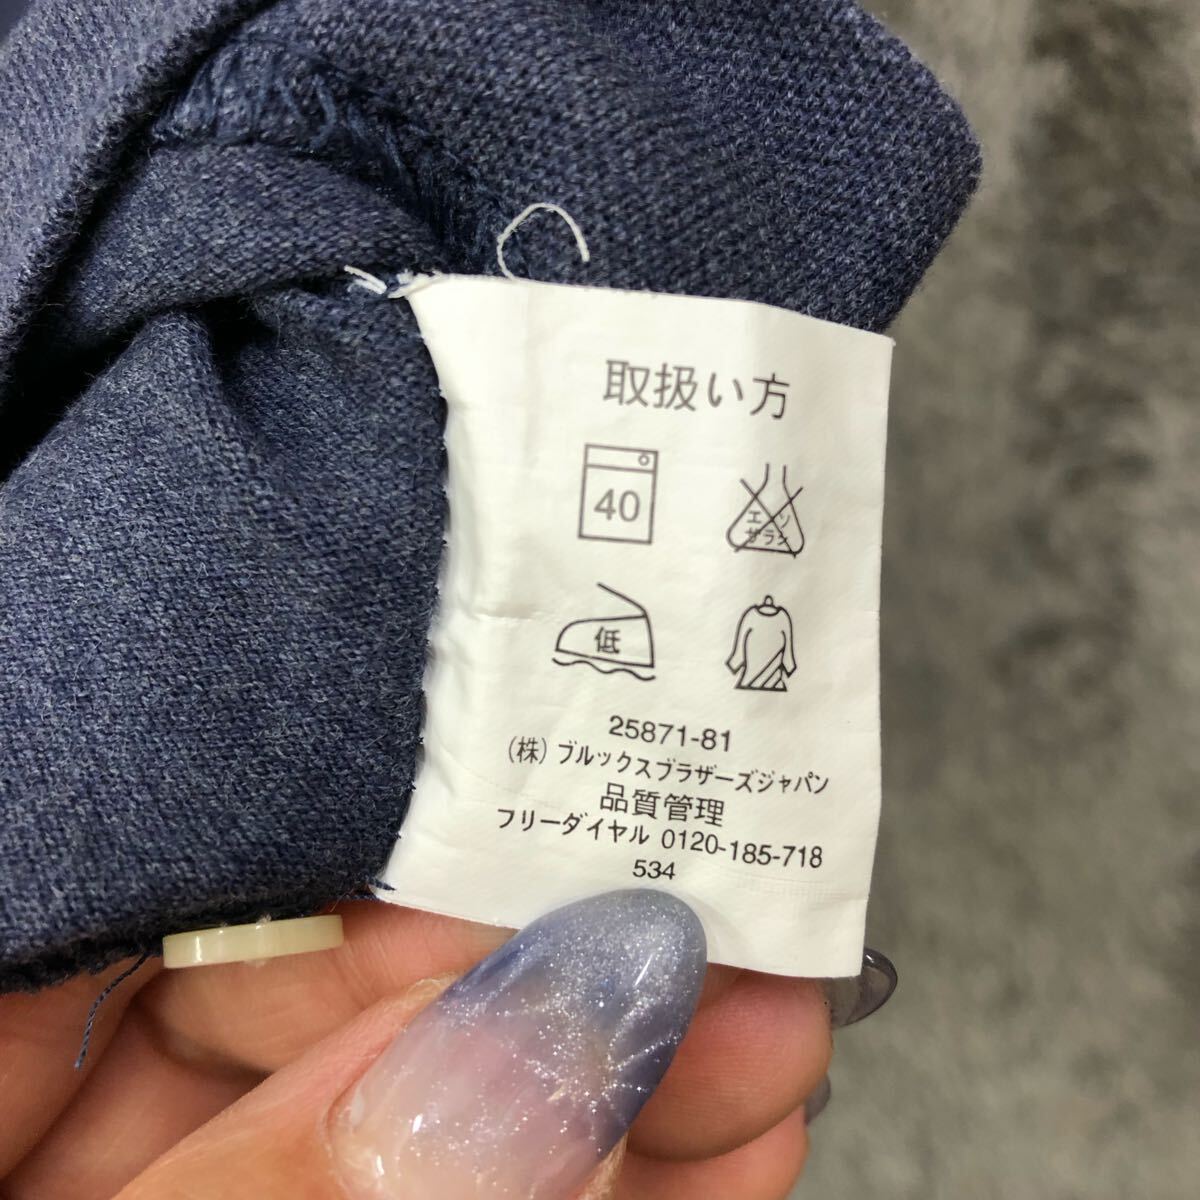 取扱い方
40
エンソ
サラシ
低
25871-81
(株) ブルックスブラザーズジャパン
品質管理
フリーダイヤル 0120-185-718
534